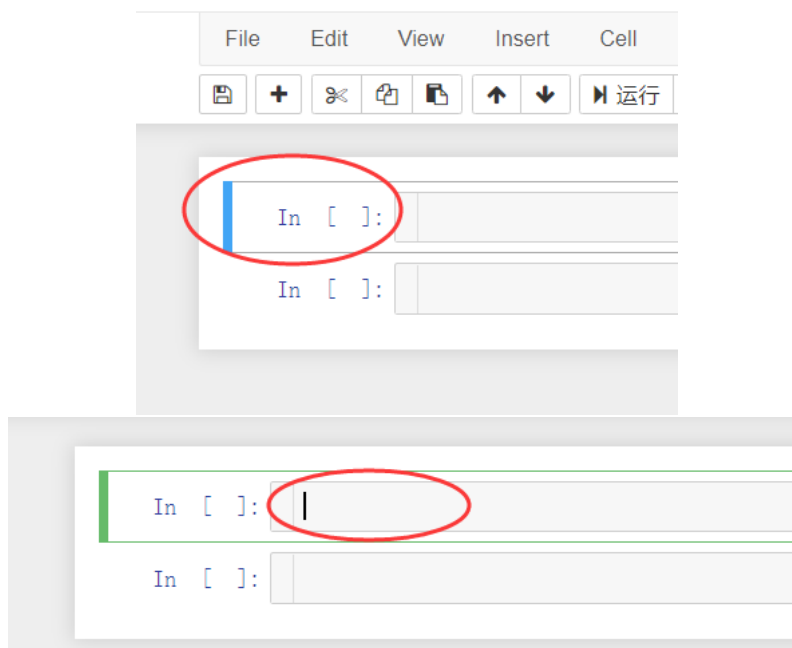 File Edit View Insert Cell
运行
In [ ]:
In [ ]:
In [ ]:
In [ ]: